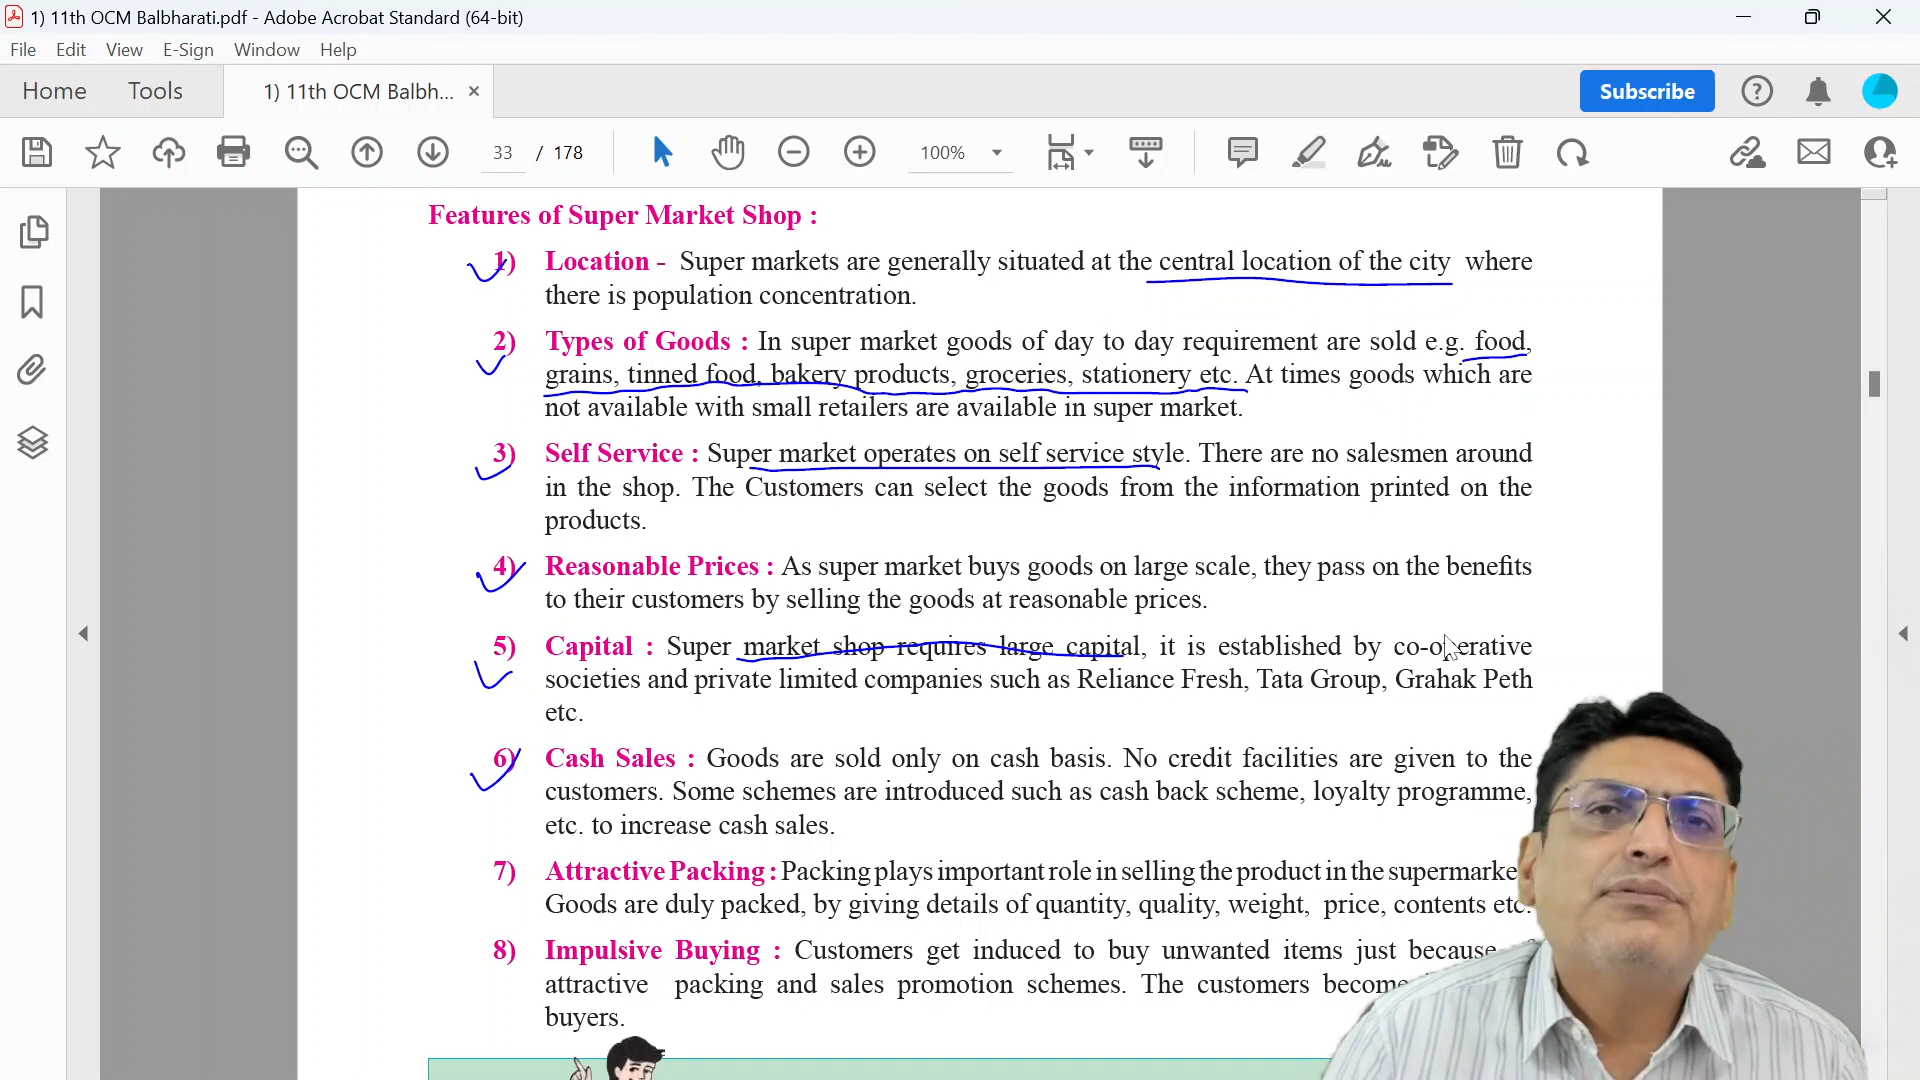 1) 11th OCM Balbharati.pdf - Adobe Acrobat Standard (64-bit)
File Edit View E-Sign Window Help
Home Tools 1) 11th OCM Balbh... × Subscribe
33 / 178 100%
Features of Super Market Shop :
1) Location - Super markets are generally situated at the central location of the city where
there is population concentration.
2) Types of Goods : In super market goods of day to day requirement are sold e.g. food,
grains, tinned food, bakery products, groceries, stationery etc. At times goods which are
not available with small retailers are available in super market.
3) Self Service : Super market operates on self service style. There are no salesmen around
in the shop. The Customers can select the goods from the information printed on the
products.
4) Reasonable Prices : As super market buys goods on large scale, they pass on the benefits
to their customers by selling the goods at reasonable prices.
5) Capital : Super market shop requires large capital, it is established by co-operative
societies and private limited companies such as Reliance Fresh, Tata Group, Grahak Peth
etc.
6) Cash Sales : Goods are sold only on cash basis. No credit facilities are given to the
customers. Some schemes are introduced such as cash back scheme, loyalty programme,
etc. to increase cash sales.
7) Attractive Packing : Packing plays important role in selling the product in the supermarke
Goods are duly packed, by giving details of quantity, quality, weight, price, contents etc.
8) Impulsive Buying : Customers get induced to buy unwanted items just because
attractive packing and sales promotion schemes. The customers become
buyers.